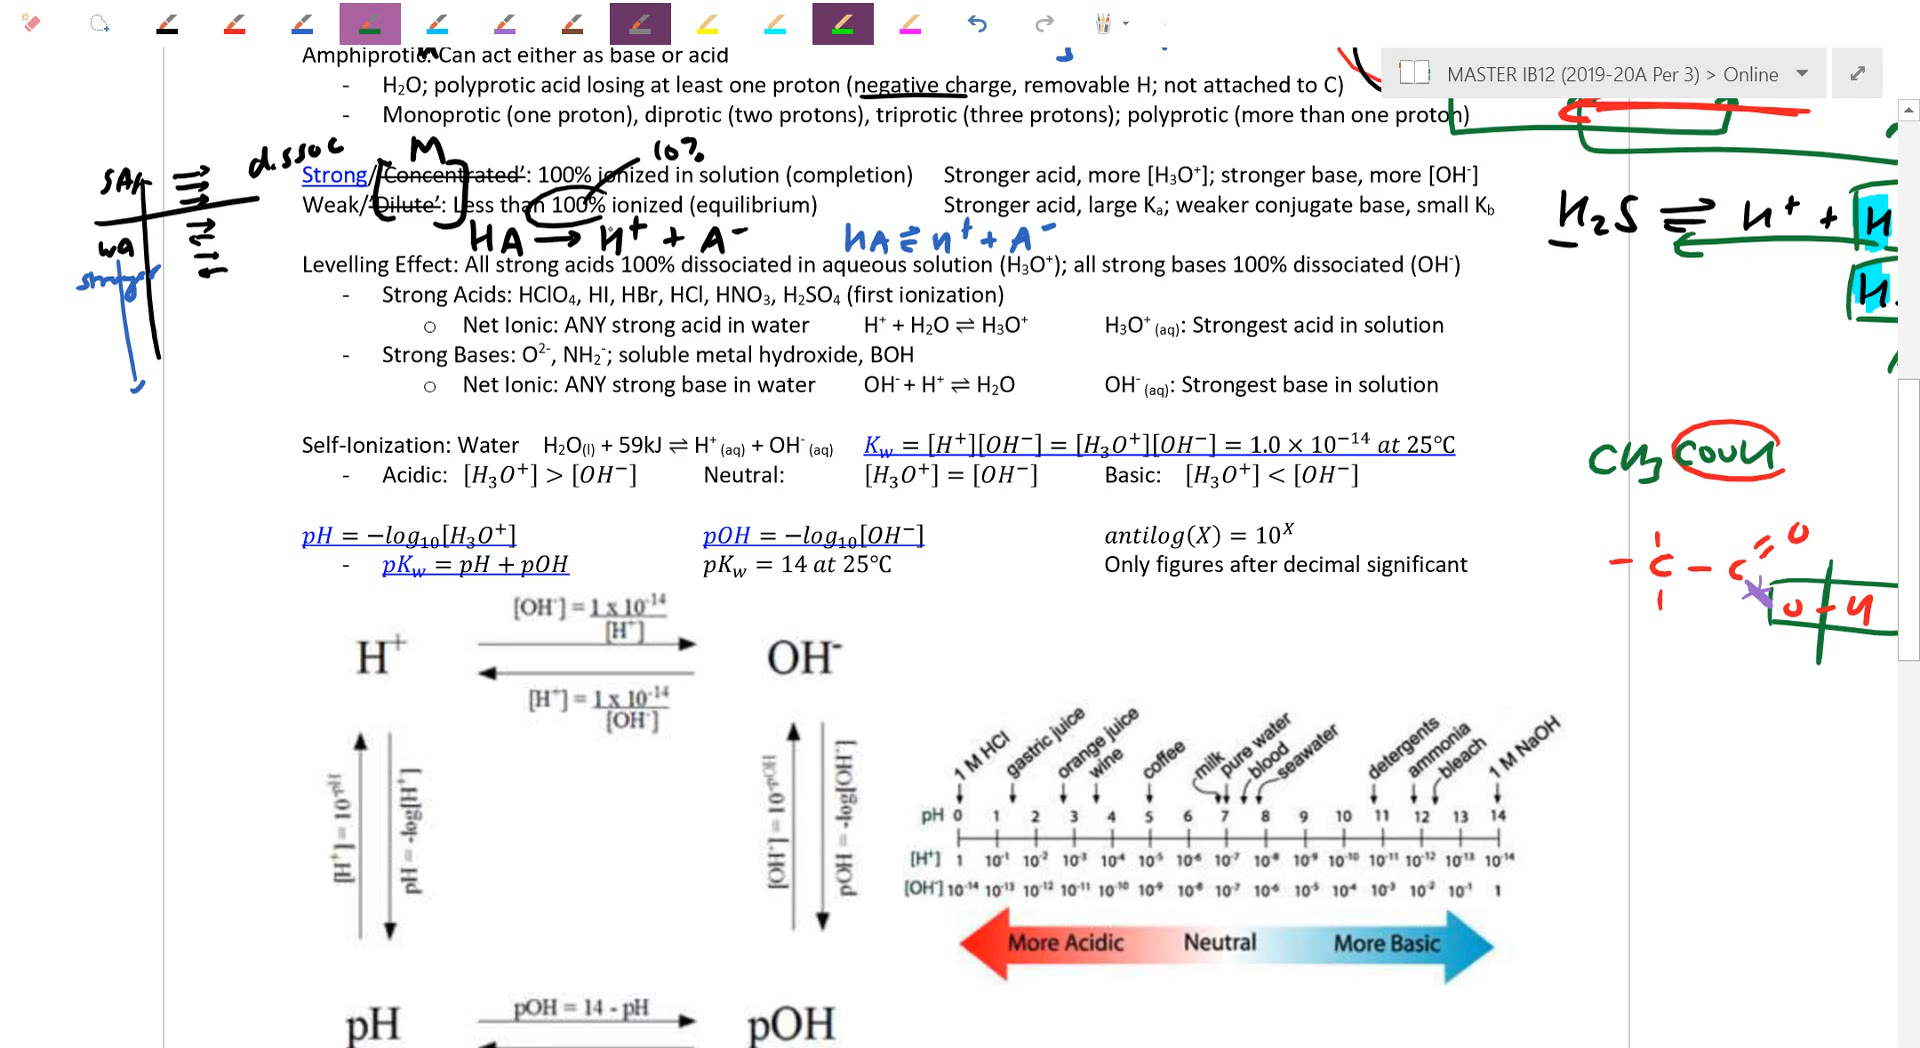 MASTER IB12 (2019-20A Per 3) > Online
Amphiprotic: Can act either as base or acid
- H₂O; polyprotic acid losing at least one proton (negative charge, removable H; not attached to C)
- Monoprotic (one proton), diprotic (two protons), triprotic (three protons); polyprotic (more than one proton)
dissoc
M
10%
SA
WA
stronger
Strong/'Concentrated': 100% ionized in solution (completion) Stronger acid, more [H₃O⁺]; stronger base, more [OH⁻]
Weak/'Dilute': Less than 100% ionized (equilibrium) Stronger acid, large Kₐ; weaker conjugate base, small K_b
HA → H⁺ + A⁻
HA ⇌ H⁺ + A⁻
H₂S ⇌ H⁺ + H
H
Levelling Effect: All strong acids 100% dissociated in aqueous solution (H₃O⁺); all strong bases 100% dissociated (OH⁻)
- Strong Acids: HClO₄, HI, HBr, HCl, HNO₃, H₂SO₄ (first ionization)
o Net Ionic: ANY strong acid in water H⁺ + H₂O ⇌ H₃O⁺ H₃O⁺ (aq): Strongest acid in solution
- Strong Bases: O²⁻, NH₂⁻; soluble metal hydroxide, BOH
o Net Ionic: ANY strong base in water OH⁻ + H⁺ ⇌ H₂O OH⁻ (aq): Strongest base in solution
Self-Ionization: Water H₂O(l) + 59kJ ⇌ H⁺ (aq) + OH⁻ (aq) K_w = [H⁺][OH⁻] = [H₃O⁺][OH⁻] = 1.0 × 10⁻¹⁴ at 25°C
- Acidic: [H₃O⁺] > [OH⁻] Neutral: [H₃O⁺] = [OH⁻] Basic: [H₃O⁺] < [OH⁻]
CH₃COOH
pH = −log₁₀[H₃O⁺] pOH = −log₁₀[OH⁻] antilog(X) = 10ˣ
- pK_w = pH + pOH pK_w = 14 at 25°C Only figures after decimal significant
- C - C = O
O - H
[OH⁻] = 1 x 10⁻¹⁴
[H⁺]
H⁺ OH⁻
[H⁺] = 1 x 10⁻¹⁴
[OH⁻]
[H⁺] = 10⁻ᵖᴴ
pH = -log[H⁺]
[OH⁻] = 10⁻ᵖᴼᴴ
pOH = -log[OH⁻]
1 M HCl
gastric juice
orange juice
wine
coffee
milk
pure water
blood
seawater
detergents
ammonia
bleach
1 M NaOH
pH 0 1 2 3 4 5 6 7 8 9 10 11 12 13 14
[H⁺] 1 10⁻¹ 10⁻² 10⁻³ 10⁻⁴ 10⁻⁵ 10⁻⁶ 10⁻⁷ 10⁻⁸ 10⁻⁹ 10⁻¹⁰ 10⁻¹¹ 10⁻¹² 10⁻¹³ 10⁻¹⁴
[OH⁻] 10⁻¹⁴ 10⁻¹³ 10⁻¹² 10⁻¹¹ 10⁻¹⁰ 10⁻⁹ 10⁻⁸ 10⁻⁷ 10⁻⁶ 10⁻⁵ 10⁻⁴ 10⁻³ 10⁻² 10⁻¹ 1
More Acidic Neutral More Basic
pOH = 14 - pH
pH pOH